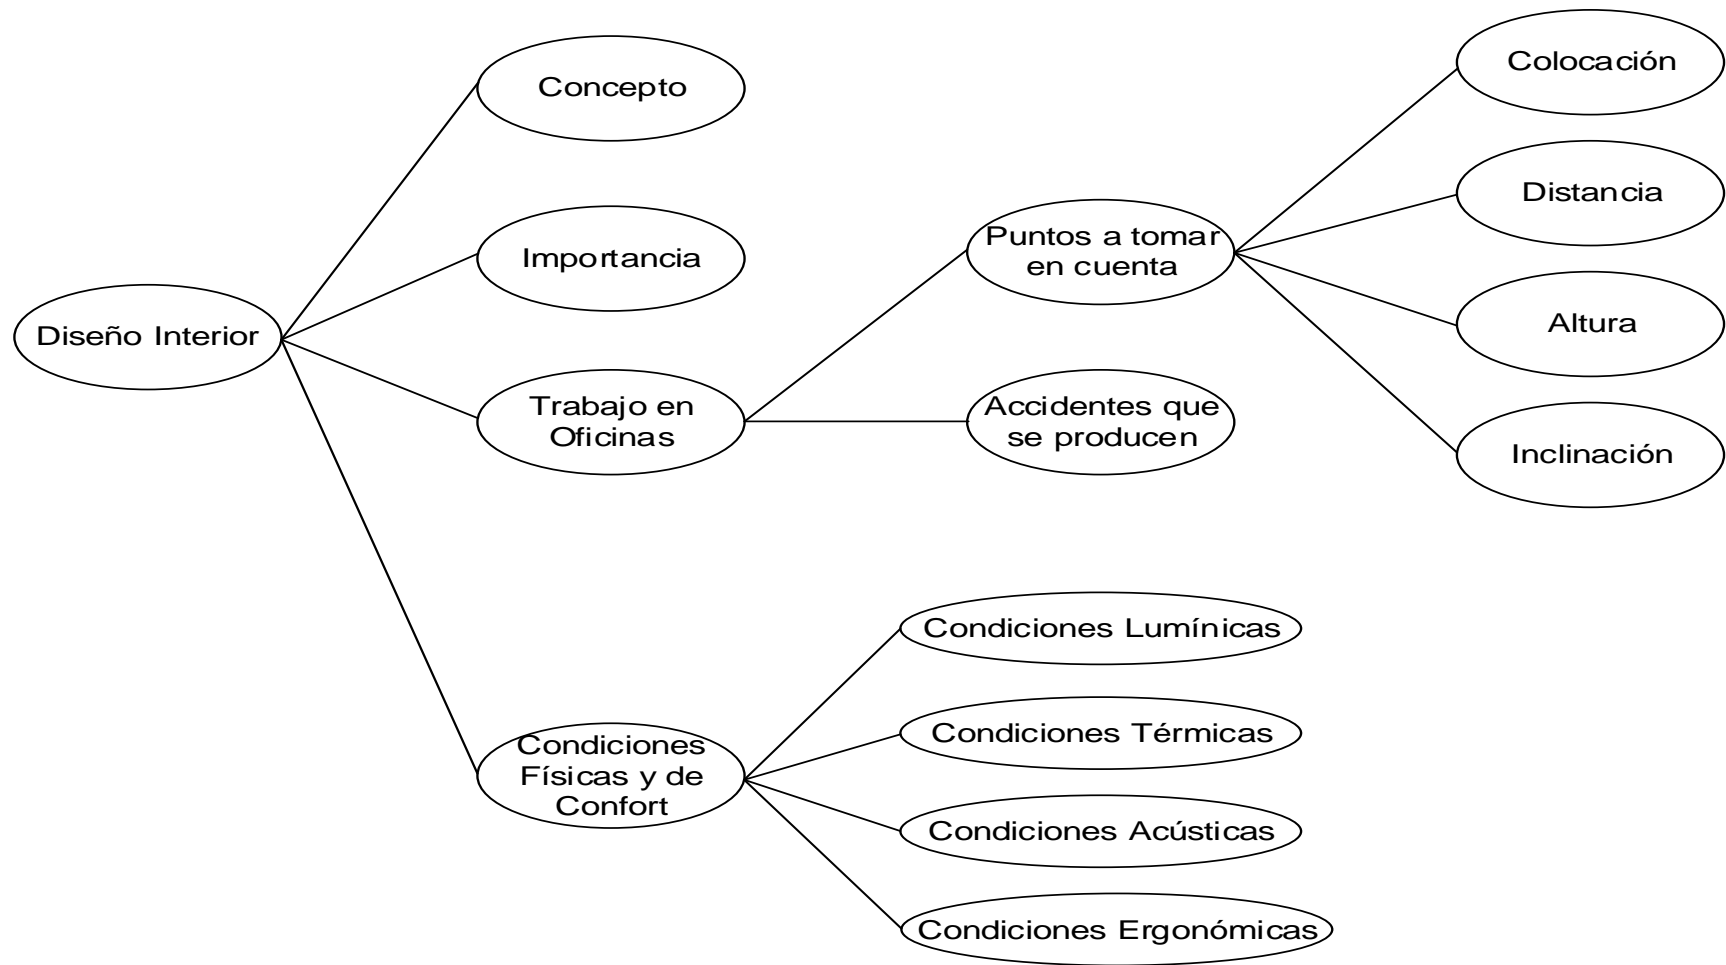 Diseño Interior
Concepto
Importancia
Trabajo en
Oficinas
Puntos a tomar
en cuenta
Colocación
Distancia
Altura
Inclinación
Accidentes que
se producen
Condiciones
Físicas y de
Confort
Condiciones Lumínicas
Condiciones Térmicas
Condiciones Acústicas
Condiciones Ergonómicas